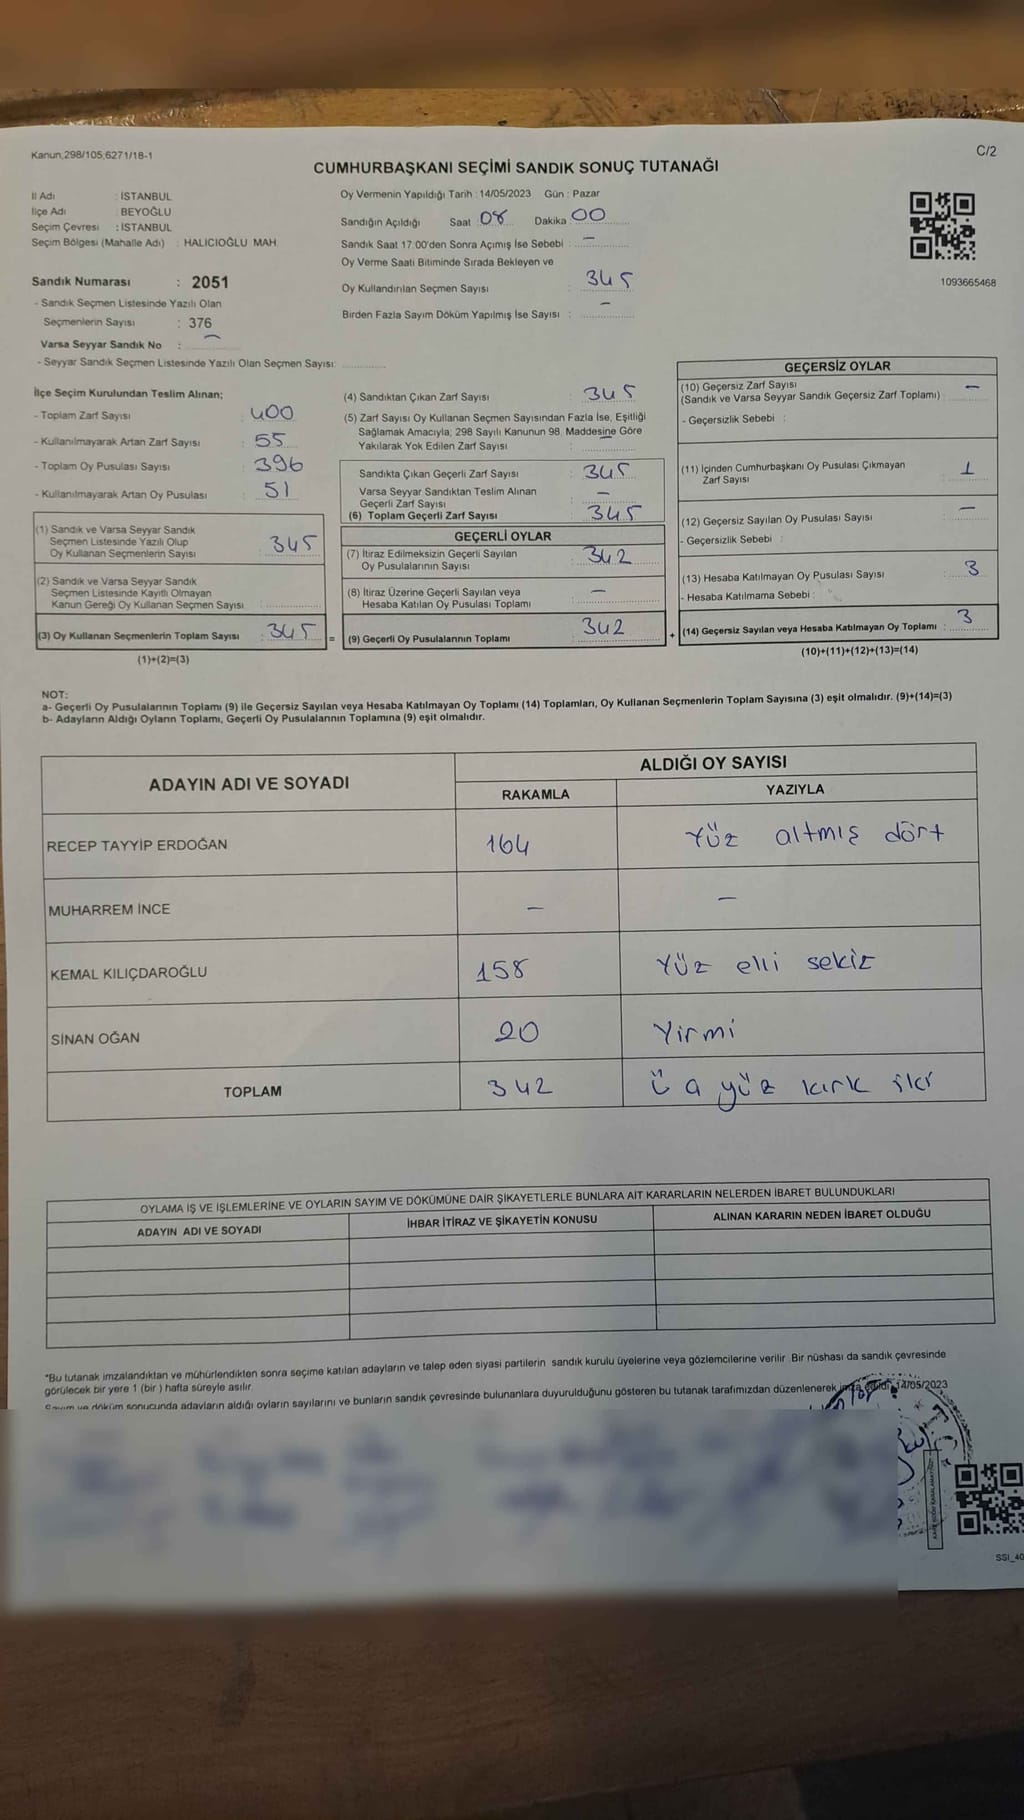 Kanun,298/105,6271/18-1
C/2
CUMHURBAŞKANI SEÇİMİ SANDIK SONUÇ TUTANAĞI
İl Adı : İSTANBUL
İlçe Adı : BEYOĞLU
Seçim Çevresi : İSTANBUL
Seçim Bölgesi (Mahalle Adı) : HALICIOĞLU MAH.
Sandık Numarası : 2051
- Sandık Seçmen Listesinde Yazılı Olan
Seçmenlerin Sayısı : 376
Varsa Seyyar Sandık No : –
- Seyyar Sandık Seçmen Listesinde Yazılı Olan Seçmen Sayısı:
Oy Vermenin Yapıldığı Tarih : 14/05/2023 Gün : Pazar
Sandığın Açıldığı Saat 08 Dakika 00
Sandık Saat 17:00'den Sonra Açımış İse Sebebi : –
Oy Verme Saati Bitiminde Sırada Bekleyen ve
Oy Kullandırılan Seçmen Sayısı : 345
Birden Fazla Sayım Döküm Yapılmış İse Sayısı : –
1093665468
İlçe Seçim Kurulundan Teslim Alınan;
- Toplam Zarf Sayısı : 400
- Kullanılmayarak Artan Zarf Sayısı : 55
- Toplam Oy Pusulası Sayısı : 396
- Kullanılmayarak Artan Oy Pusulası : 51
(1) Sandık ve Varsa Seyyar Sandık
Seçmen Listesinde Yazılı Olup
Oy Kullanan Seçmenlerin Sayısı : 345
(2) Sandık ve Varsa Seyyar Sandık
Seçmen Listesinde Kayıtlı Olmayan
Kanun Gereği Oy Kullanan Seçmen Sayısı :
(3) Oy Kullanan Seçmenlerin Toplam Sayısı : 345 =
(1)+(2)=(3)
(4) Sandıktan Çıkan Zarf Sayısı : 345
(5) Zarf Sayısı Oy Kullanan Seçmen Sayısından Fazla İse, Eşitliği
Sağlamak Amacıyla; 298 Sayılı Kanunun 98. Maddesine Göre
Yakılarak Yok Edilen Zarf Sayısı : –
Sandıkta Çıkan Geçerli Zarf Sayısı : 345
Varsa Seyyar Sandıktan Teslim Alınan
Geçerli Zarf Sayısı : –
(6) Toplam Geçerli Zarf Sayısı : 345
GEÇERLİ OYLAR
(7) İtiraz Edilmeksizin Geçerli Sayılan
Oy Pusulalarının Sayısı : 342
(8) İtiraz Üzerine Geçerli Sayılan veya
Hesaba Katılan Oy Pusulası Toplamı : –
(9) Geçerli Oy Pusulalarının Toplamı : 342 +
GEÇERSİZ OYLAR
(10) Geçersiz Zarf Sayısı
(Sandık ve Varsa Seyyar Sandık Geçersiz Zarf Toplamı) : –
- Geçersizlik Sebebi :
(11) İçinden Cumhurbaşkanı Oy Pusulası Çıkmayan
Zarf Sayısı : 1
(12) Geçersiz Sayılan Oy Pusulası Sayısı : –
- Geçersizlik Sebebi :
(13) Hesaba Katılmayan Oy Pusulası Sayısı : 3
- Hesaba Katılmama Sebebi :
(14) Geçersiz Sayılan veya Hesaba Katılmayan Oy Toplamı : 3
(10)+(11)+(12)+(13)=(14)
NOT:
a- Geçerli Oy Pusulalarının Toplamı (9) ile Geçersiz Sayılan veya Hesaba Katılmayan Oy Toplamı (14) Toplamları, Oy Kullanan Seçmenlerin Toplam Sayısına (3) eşit olmalıdır. (9)+(14)=(3)
b- Adayların Aldığı Oyların Toplamı, Geçerli Oy Pusulalarının Toplamına (9) eşit olmalıdır.
ADAYIN ADI VE SOYADI
ALDIĞI OY SAYISI
RAKAMLA YAZIYLA
RECEP TAYYİP ERDOĞAN 164 Yüz altmış dört
MUHARREM İNCE – –
KEMAL KILIÇDAROĞLU 158 Yüz elli sekiz
SİNAN OĞAN 20 Yirmi
TOPLAM 342 yüz kırk iki
OYLAMA İŞ VE İŞLEMLERİNE VE OYLARIN SAYIM VE DÖKÜMÜNE DAİR ŞİKAYETLERLE BUNLARA AİT KARARLARIN NELERDEN İBARET BULUNDUKLARI
ADAYIN ADI VE SOYADI İHBAR İTİRAZ VE ŞİKAYETİN KONUSU ALINAN KARARIN NEDEN İBARET OLDUĞU
*Bu tutanak imzalandıktan ve mühürlendikten sonra seçime katılan adayların ve talep eden siyasi partilerin sandık kurulu üyelerine veya gözlemcilerine verilir. Bir nüshası da sandık çevresinde
görülecek bir yere 1 (bir ) hafta süreyle asılır.
Sayım ve döküm sonucunda adayların aldığı oyların sayılarını ve bunların sandık çevresinde bulunanlara duyurulduğunu gösteren bu tutanak tarafımızdan düzenlenerek imza edildi. 14/05/2023
SSI_40